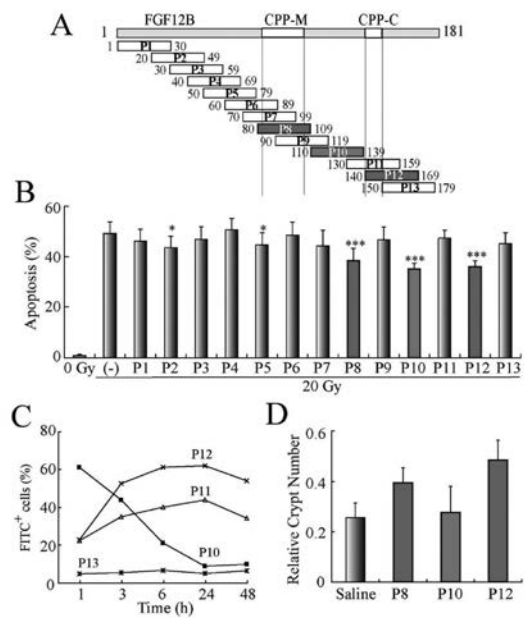 A
FGF12B CPP-M CPP-C
1 181
1 P1 30
20 P2 49
30 P3 59
40 P4 69
50 P5 79
60 P6 89
70 P7 99
80 P8 109
90 P9 119
110 P10 139
130 P11 159
140 P12 169
150 P13 179
B
Apoptosis (%)
60
40
20
0
* * *** *** ***
0 Gy (-) P1 P2 P3 P4 P5 P6 P7 P8 P9 P10 P11 P12 P13
20 Gy
C
FITC+ cells (%)
80
60
40
20
0
P12
P11
P10
P13
1 3 6 24 48
Time (h)
D
Relative Crypt Number
0.6
0.4
0.2
0
Saline P8 P10 P12